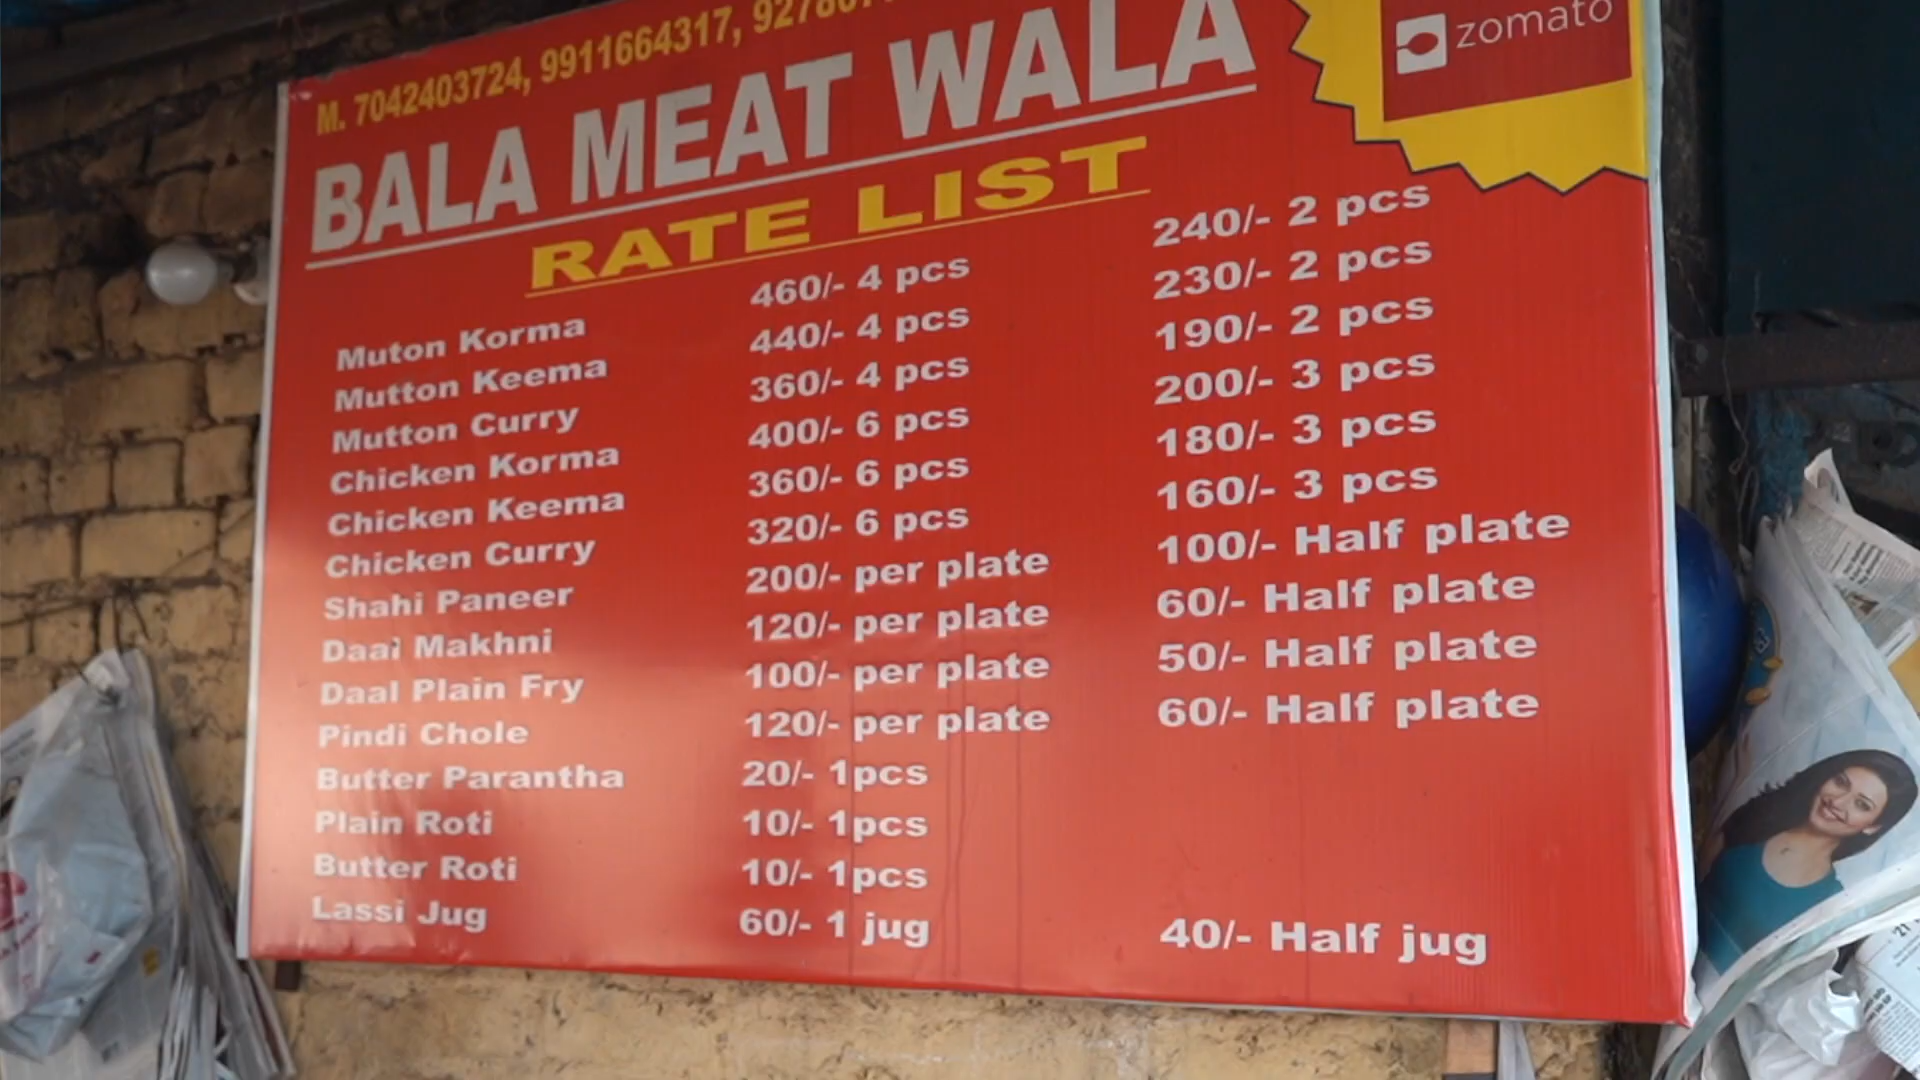 M. 7042403724, 9911664317,
zomato
BALA MEAT WALA
RATE LIST
Muton Korma 460/- 4 pcs 240/- 2 pcs
Mutton Keema 440/- 4 pcs 230/- 2 pcs
Mutton Curry 360/- 4 pcs 190/- 2 pcs
Chicken Korma 400/- 6 pcs 200/- 3 pcs
Chicken Keema 360/- 6 pcs 180/- 3 pcs
Chicken Curry 320/- 6 pcs 160/- 3 pcs
Shahi Paneer 200/- per plate 100/- Half plate
Daal Makhni 120/- per plate 60/- Half plate
Daal Plain Fry 100/- per plate 50/- Half plate
Pindi Chole 120/- per plate 60/- Half plate
Butter Parantha 20/- 1pcs
Plain Roti 10/- 1pcs
Butter Roti 10/- 1pcs
Lassi Jug 60/- 1 jug 40/- Half jug